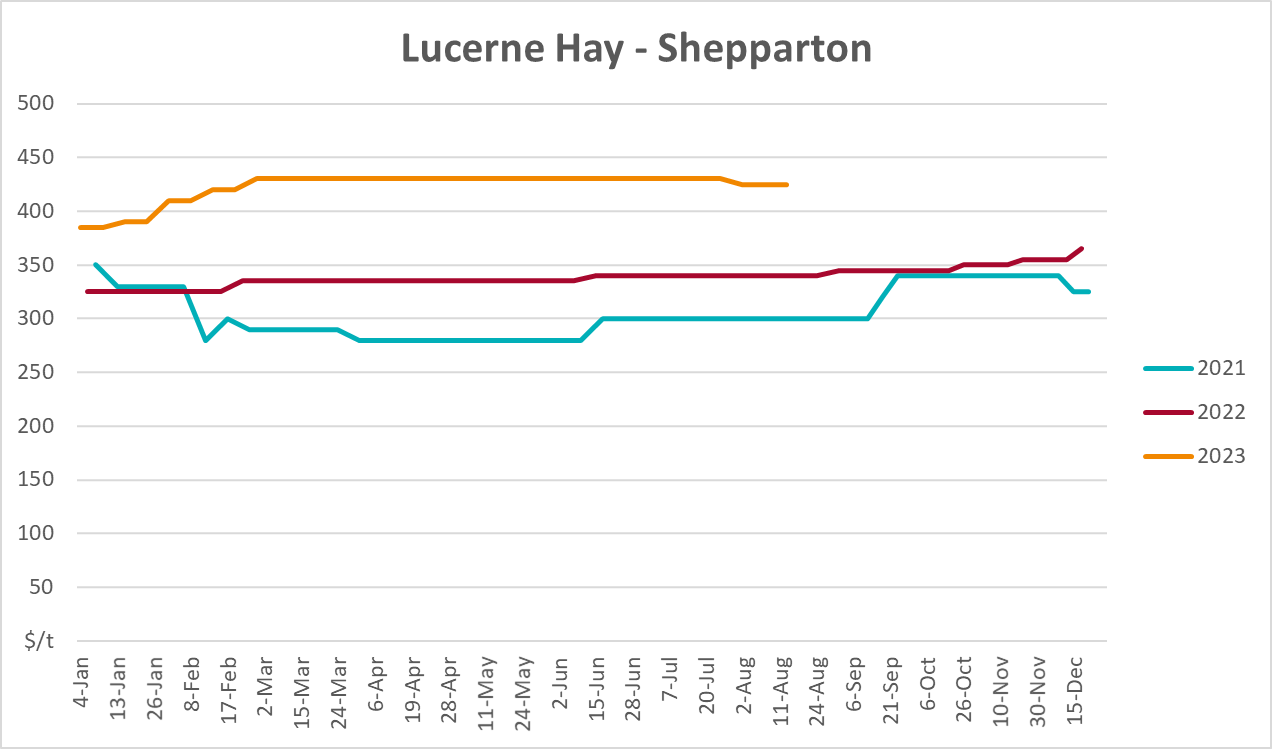 Lucerne Hay - Shepparton
500
450
400
350
300
250
200
150
100
50
$/t
4-Jan
13-Jan
26-Jan
8-Feb
17-Feb
2-Mar
15-Mar
24-Mar
6-Apr
19-Apr
28-Apr
11-May
24-May
2-Jun
15-Jun
28-Jun
7-Jul
20-Jul
2-Aug
11-Aug
24-Aug
6-Sep
21-Sep
6-Oct
26-Oct
10-Nov
30-Nov
15-Dec
2021
2022
2023